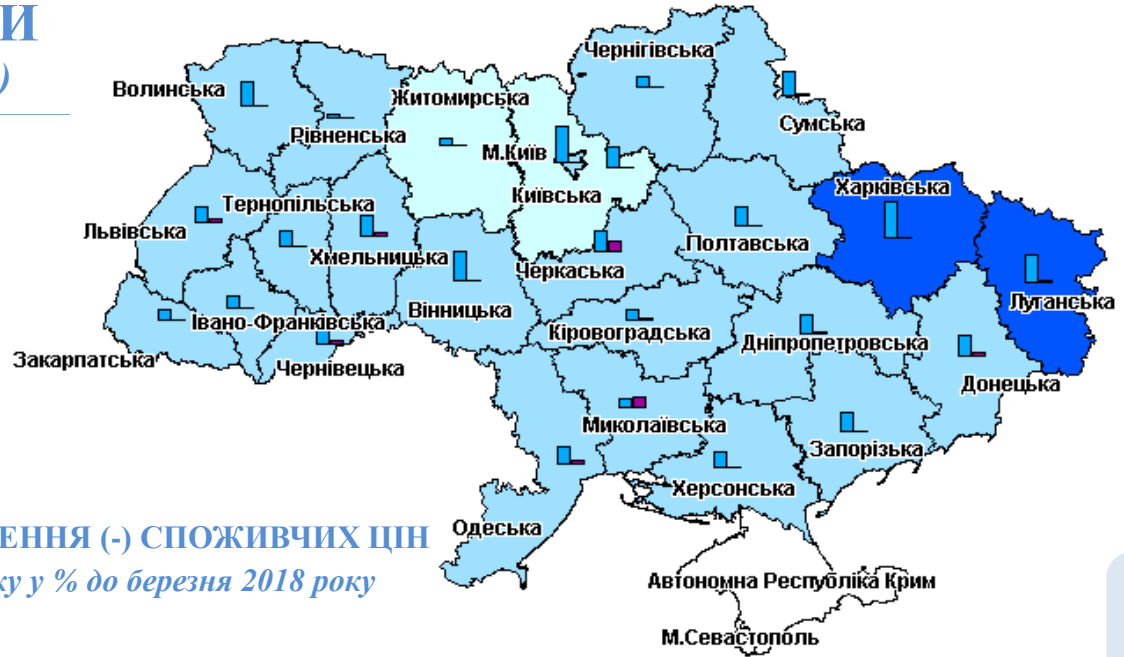 И
)
Чернігівська
Волинська
Житомирська
Сумська
Рівненська
М.Київ
Харківська
Київська
Тернопільська
Львівська
Полтавська
Хмельницька
Черкаська
Луганська
Вінницька
Івано-Франківська
Кіровоградська
Дніпропетровська
Закарпатська
Чернівецька
Донецька
Миколаївська
Запорізька
Херсонська
Одеська
ЕННЯ (-) СПОЖИВЧИХ ЦІН
ку у % до березня 2018 року
Автономна Республіка Крим
М.Севастополь